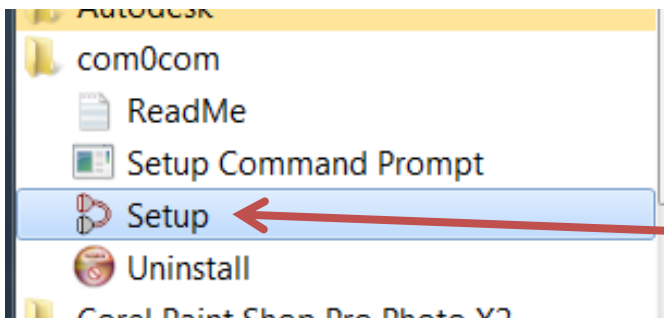 Autodesk
com0com
ReadMe
Setup Command Prompt
Setup
Uninstall
Corel Paint Shop Pro Photo X2